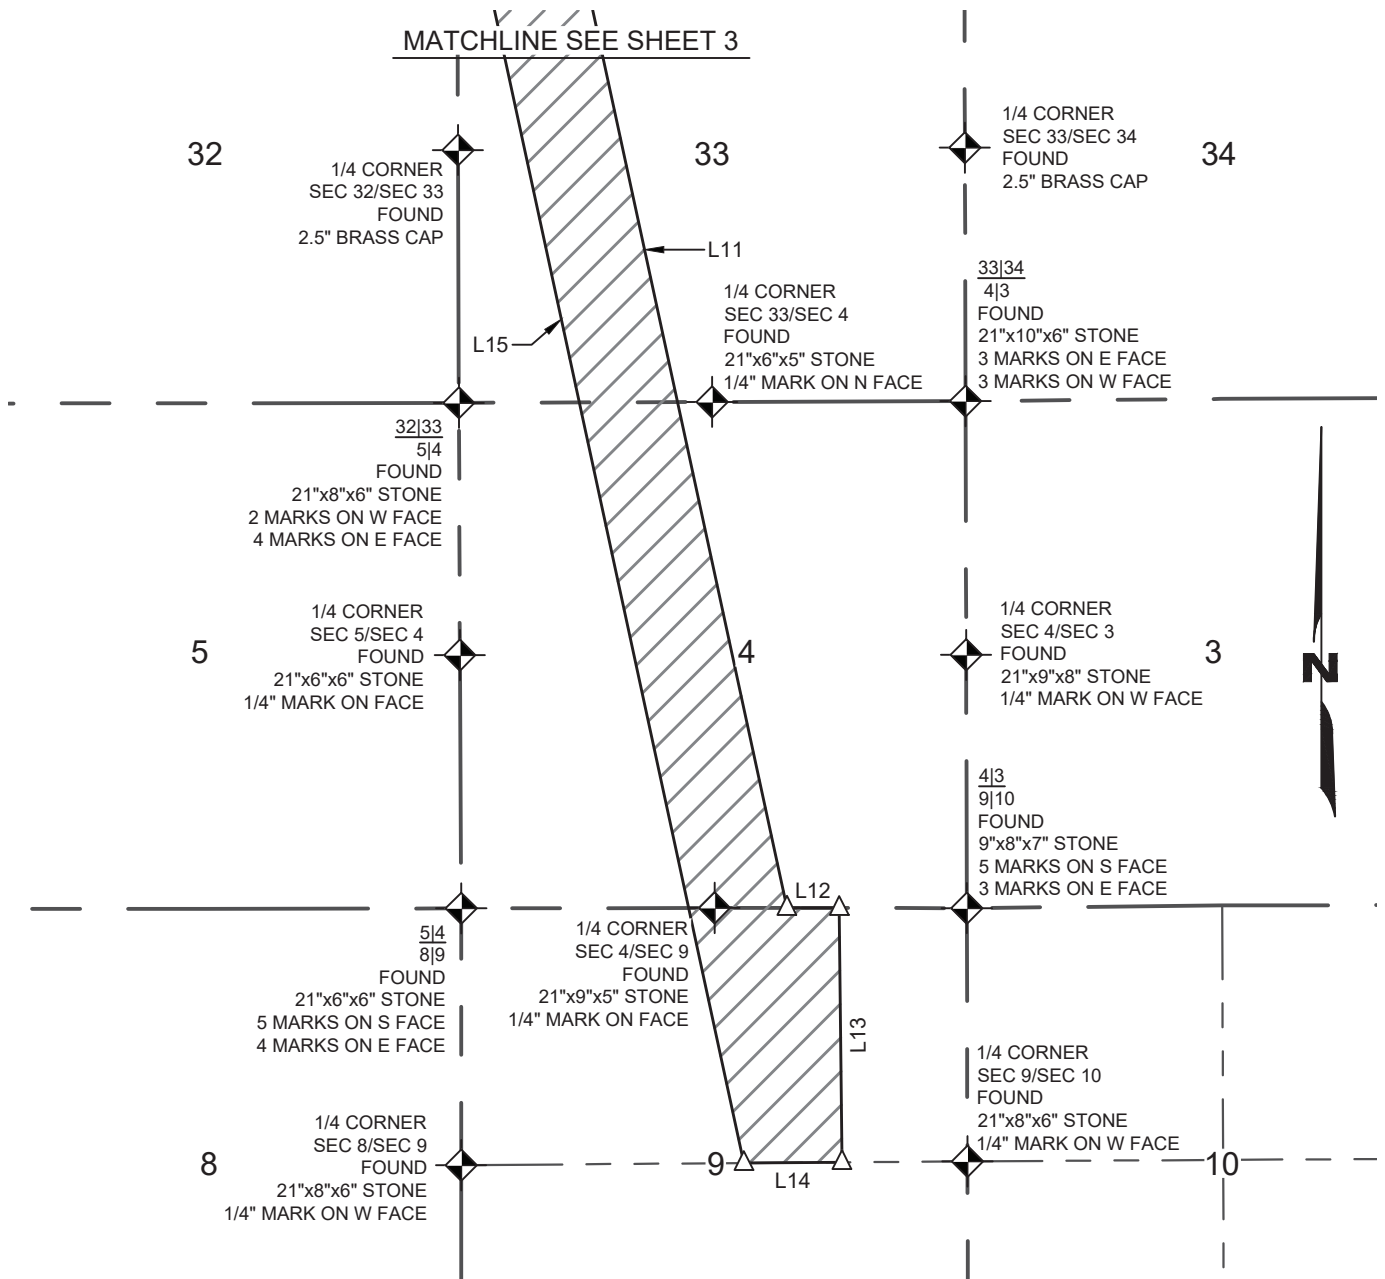 MATCHLINE SEE SHEET 3
32
33
34
1/4 CORNER
SEC 32/SEC 33
FOUND
2.5" BRASS CAP
1/4 CORNER
SEC 33/SEC 34
FOUND
2.5" BRASS CAP
L11
L15
1/4 CORNER
SEC 33/SEC 4
FOUND
21"x6"x5" STONE
1/4" MARK ON N FACE
33|34
4|3
FOUND
21"x10"x6" STONE
3 MARKS ON E FACE
3 MARKS ON W FACE
32|33
5|4
FOUND
21"x8"x6" STONE
2 MARKS ON W FACE
4 MARKS ON E FACE
5
4
3
1/4 CORNER
SEC 5/SEC 4
FOUND
21"x6"x6" STONE
1/4" MARK ON FACE
1/4 CORNER
SEC 4/SEC 3
FOUND
21"x9"x8" STONE
1/4" MARK ON W FACE
N
4|3
9|10
FOUND
9"x8"x7" STONE
5 MARKS ON S FACE
3 MARKS ON E FACE
L12
5|4
8|9
FOUND
21"x6"x6" STONE
5 MARKS ON S FACE
4 MARKS ON E FACE
1/4 CORNER
SEC 4/SEC 9
FOUND
21"x9"x5" STONE
1/4" MARK ON FACE
L13
1/4 CORNER
SEC 9/SEC 10
FOUND
21"x8"x6" STONE
1/4" MARK ON W FACE
8
1/4 CORNER
SEC 8/SEC 9
FOUND
21"x8"x6" STONE
1/4" MARK ON W FACE
9
L14
10